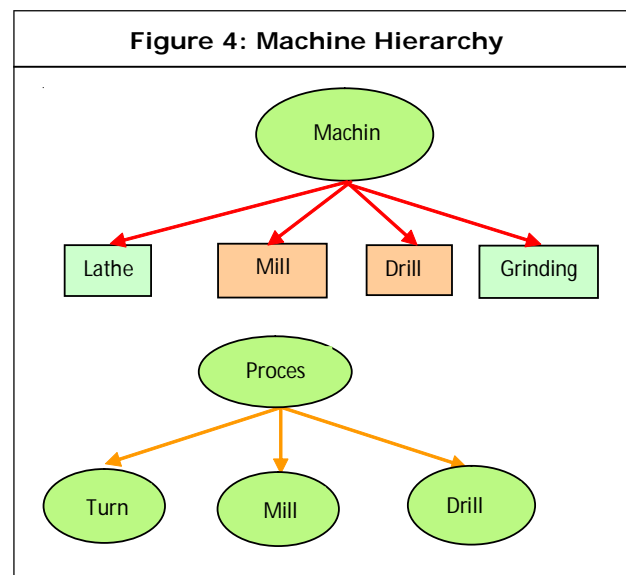 Figure 4: Machine Hierarchy
Machin
Lathe Mill Drill Grinding
Proces
Turn Mill Drill